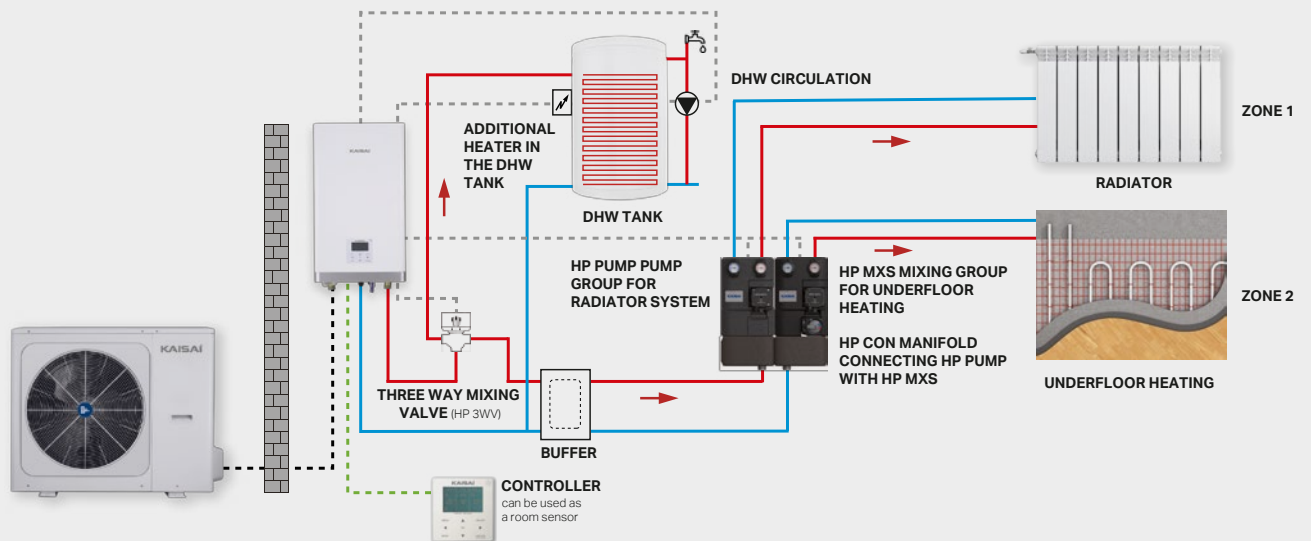 KAISAI
ADDITIONAL
HEATER IN
THE DHW
TANK
DHW TANK
DHW CIRCULATION
RADIATOR
ZONE 1
HP PUMP PUMP
GROUP FOR
RADIATOR SYSTEM
HP MXS MIXING GROUP
FOR UNDERFLOOR
HEATING
HP CON MANIFOLD
CONNECTING HP PUMP
WITH HP MXS
ZONE 2
UNDERFLOOR HEATING
KAISAI
THREE WAY MIXING
VALVE (HP 3WV)
BUFFER
KAISAI
CONTROLLER
can be used as
a room sensor